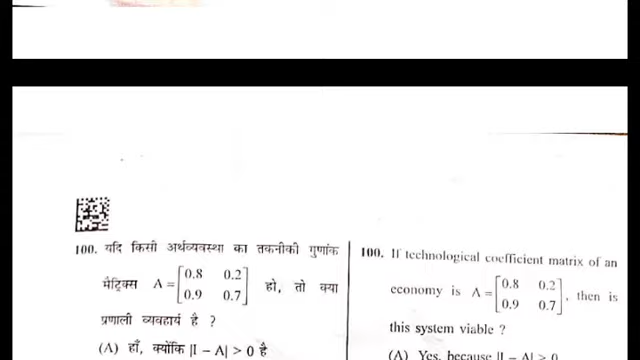 100. यदि किसी अर्थव्यवस्था का तकनीकी गुणांक
मैट्रिक्स A = [0.8 0.2
0.9 0.7] हो, तो क्या
प्रणाली व्यवहार्य है ?
(A) हाँ, क्योंकि |I – A| > 0 है
100. If technological coefficient matrix of an
economy is A = [0.8 0.2
0.9 0.7], then is
this system viable ?
(A) Yes, because |I – A| > 0